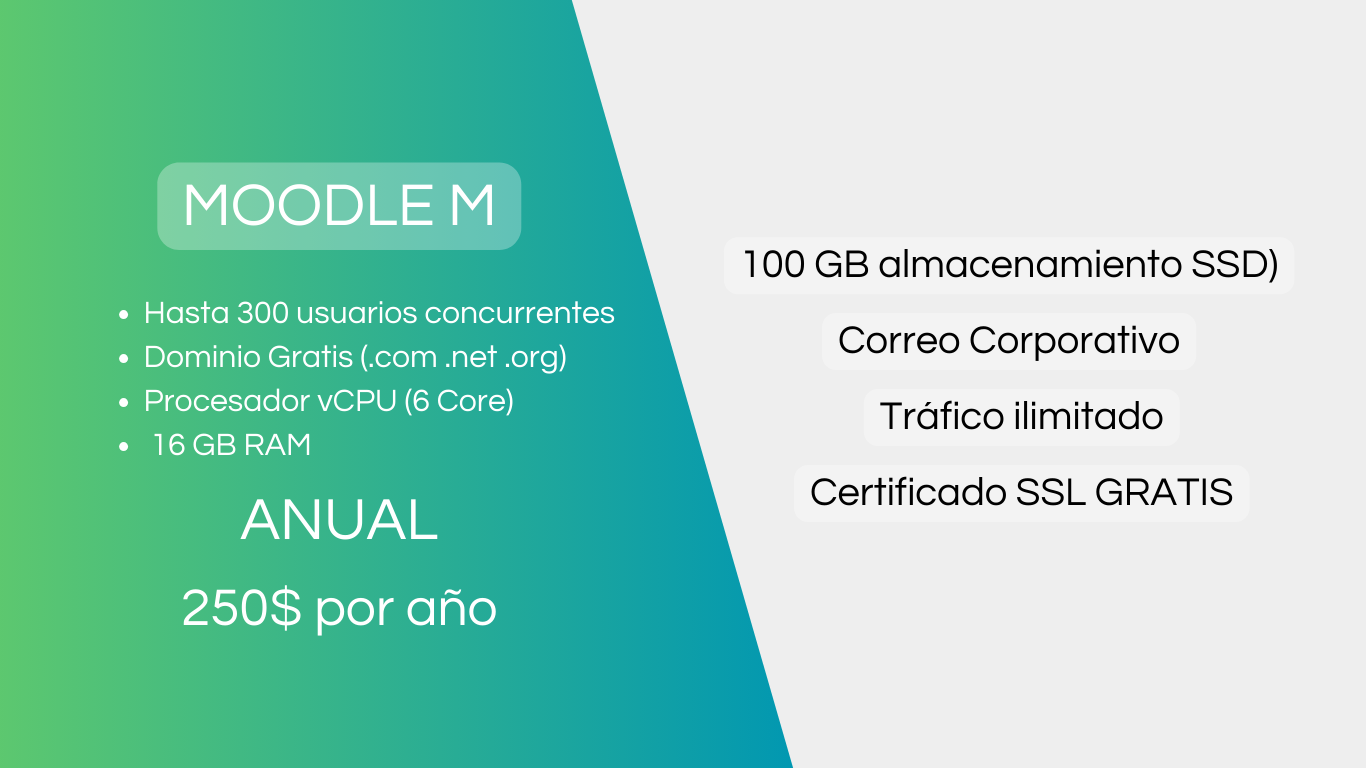 MOODLE M
Hasta 300 usuarios concurrentes
Dominio Gratis (.com .net .org)
Procesador vCPU (6 Core)
16 GB RAM
ANUAL
250$ por año
100 GB almacenamiento SSD)
Correo Corporativo
Tráfico ilimitado
Certificado SSL GRATIS